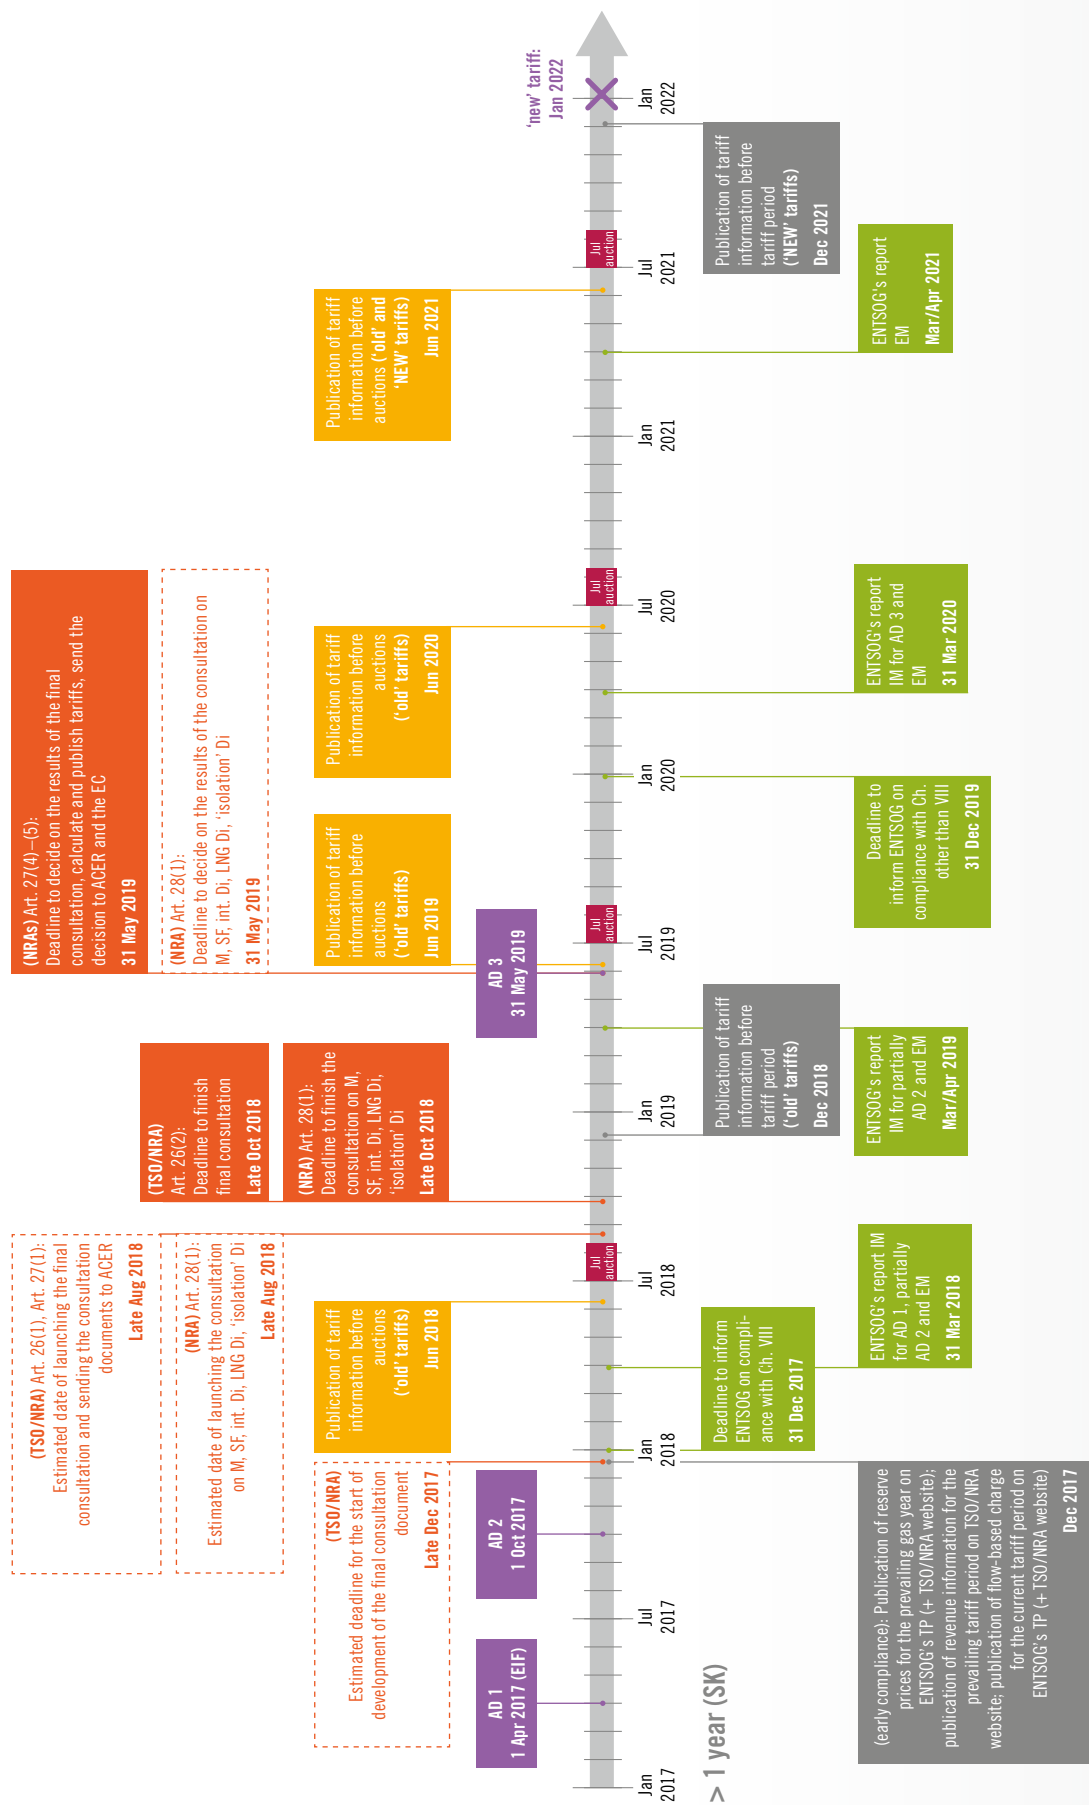 (NRAs) Art. 27(4)–(5):
Deadline to decide on the results of the final
consultation, calculate and publish tariffs, send the
decision to ACER and the EC
31 May 2019
(NRA) Art. 28(1):
Deadline to decide on the results of the consultation on
M, SF, int. Di, LNG Di, ‘isolation’ Di
31 May 2019
(TSO/NRA) Art. 26(1), Art. 27(1):
Estimated date of launching the final
consultation and sending the consultation
documents to ACER
Late Aug 2018
(NRA) Art. 28(1):
Estimated date of launching the consultation
on M, SF, int. Di, LNG Di, ‘isolation’ Di
Late Aug 2018
(TSO/NRA)
Art. 26(2):
Deadline to finish
final consultation
Late Oct 2018
(NRA) Art. 28(1):
Deadline to finish the
consultation on M,
SF, int. Di, LNG Di,
‘isolation’ Di
Late Oct 2018
(TSO/NRA)
Estimated deadline for the start of
development of the final consultation
document
Late Dec 2017
Publication of tariff
information before
auctions
(‘old’ tariffs)
Jun 2018
Publication of tariff
information before
auctions
(‘old’ tariffs)
Jun 2019
Publication of tariff
information before
auctions
(‘old’ tariffs)
Jun 2020
Publication of tariff
information before
auctions (‘old’ and
‘NEW’ tariffs)
Jun 2021
AD 1
1 Apr 2017 (EIF)
AD 2
1 Oct 2017
AD 3
31 May 2019
‘new’ tariff:
Jan 2022
Jul
auction
Jul
auction
Jul
auction
Jul
auction
Jan
2017
Jul
2017
Jan
2018
Jul
2018
Jan
2019
Jul
2019
Jan
2020
Jul
2020
Jan
2021
Jul
2021
Jan
2022
> 1 year (SK)
Deadline to inform
ENTSOG on compli-
ance with Ch. VIII
31 Dec 2017
Publication of tariff
information before
tariff period
(‘old’ tariffs)
Dec 2018
Publication of tariff
information before
tariff period
(‘NEW’ tariffs)
Dec 2021
(early compliance): Publication of reserve
prices for the prevailing gas year on
ENTSOG's TP (+ TSO/NRA website);
publication of revenue information for the
prevailing tariff period on TSO/NRA
website; publication of flow-based charge
for the current tariff period on
ENTSOG's TP (+ TSO/NRA website)
Dec 2017
ENTSOG's report IM
for AD 1, partially
AD 2 and EM
31 Mar 2018
ENTSOG's report
IM for partially
AD 2 and EM
Mar/Apr 2019
Deadline to
inform ENTSOG on
compliance with Ch.
other than VIII
31 Dec 2019
ENTSOG's report
IM for AD 3 and
EM
31 Mar 2020
ENTSOG's report
EM
Mar/Apr 2021